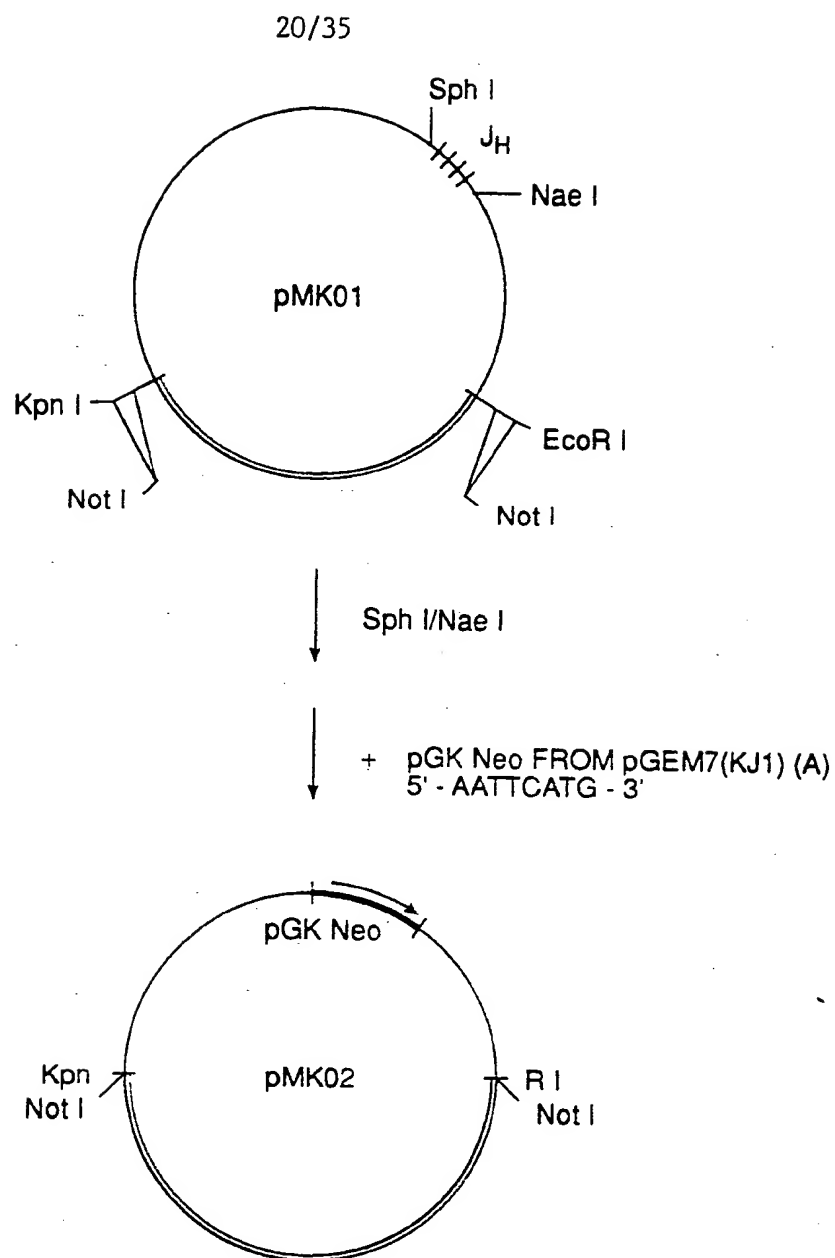 20/35
Sph I
JH
Nae I
pMK01
Kpn I
EcoR I
Not I
Not I
Sph I/Nae I
+ pGK Neo FROM pGEM7(KJ1) (A)
5' - AATTCATG - 3'
pGK Neo
Kpn
pMK02
R I
Not I
Not I